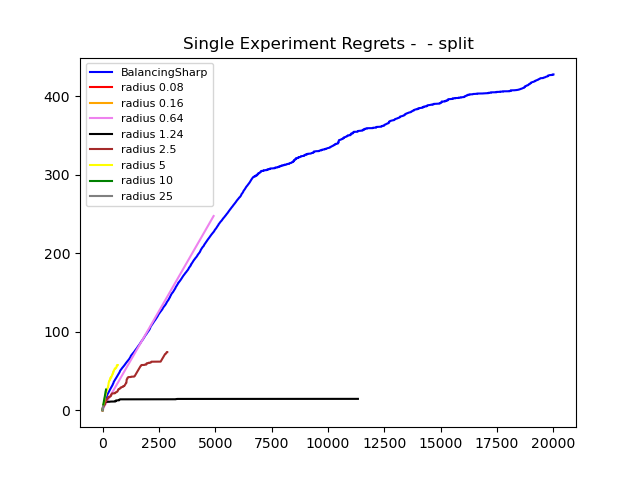 Single Experiment Regrets -  - split
BalancingSharp
radius 0.08
radius 0.16
radius 0.64
radius 1.24
radius 2.5
radius 5
radius 10
radius 25
400
300
200
100
0
0 2500 5000 7500 10000 12500 15000 17500 20000